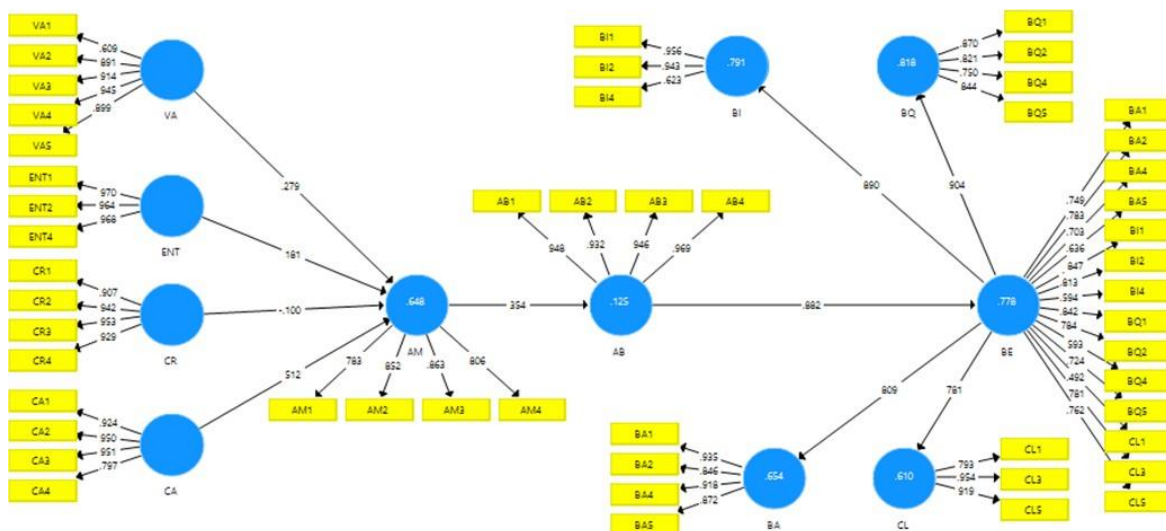 VA1
VA2
VA3
VA4
VA5
.609
.891
.914
.945
.899
VA
.279
ENT1
ENT2
ENT4
.970
.964
.968
ENT
.181
CR1
CR2
CR3
CR4
.907
.942
.953
.929
CR
-.100
CA1
CA2
CA3
CA4
.924
.950
.951
.797
CA
.512
.648
AM
.783
.852
.863
.806
AM1
AM2
AM3
AM4
.354
AB1
AB2
AB3
AB4
.948
.932
.946
.969
.125
AB
.882
BI1
BI2
BI4
.956
.943
.623
.791
BI
.890
.818
BQ
.904
BQ1
BQ2
BQ4
BQ5
.870
.821
.750
.844
.778
BE
.749
.783
.703
.636
.847
.813
.594
.842
.784
.593
.724
.492
.781
.762
BA1
BA2
BA4
BA5
BI1
BI2
BI4
BQ1
BQ2
BQ4
BQ5
CL1
CL3
CL5
.809
.781
BA1
BA2
BA4
BA5
.935
.846
.918
.872
.654
BA
.610
CL
.793
.954
.919
CL1
CL3
CL5